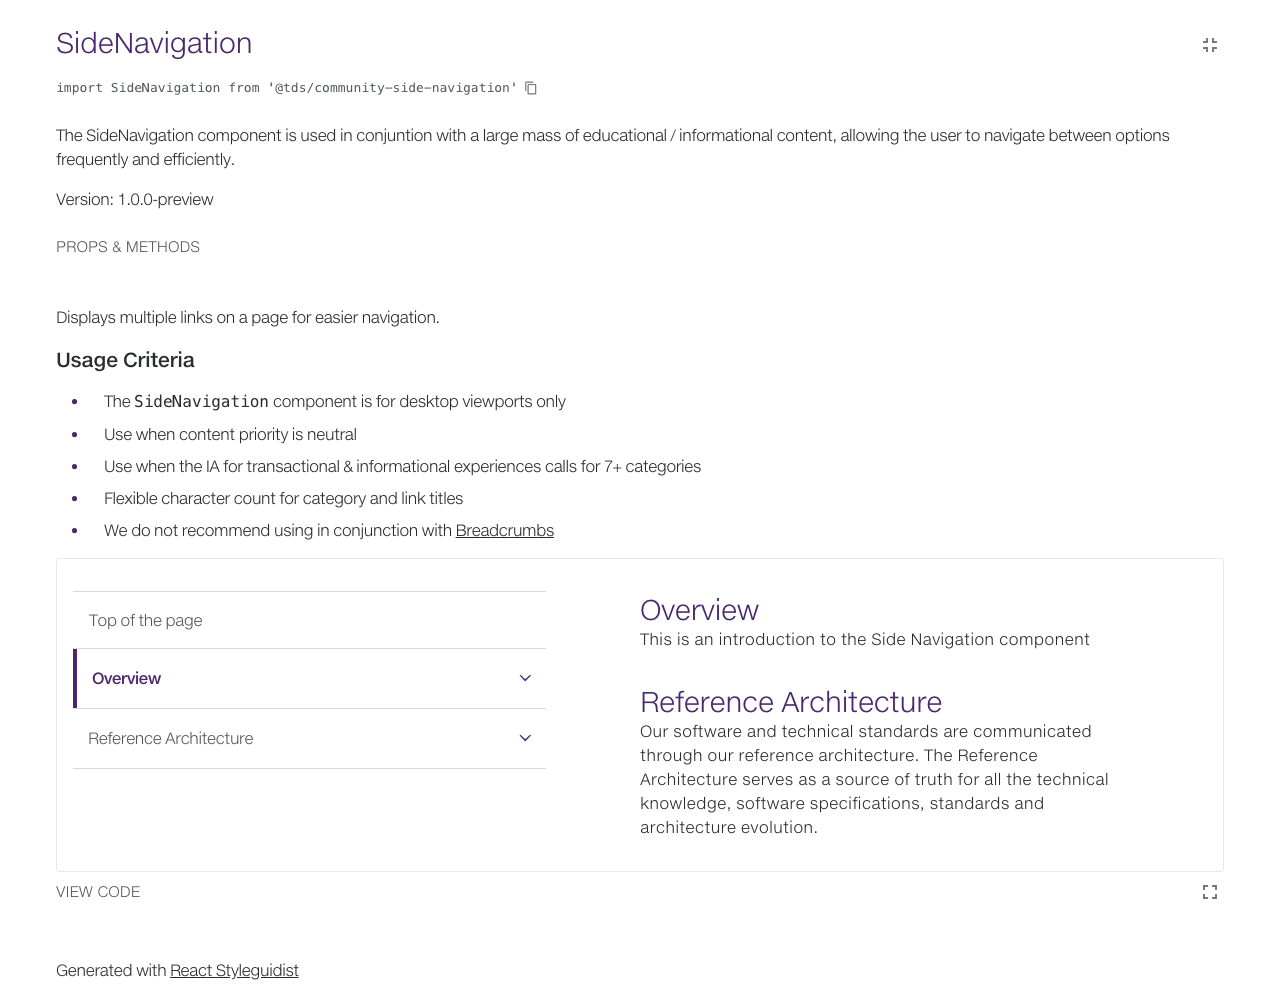 SideNavigation
import SideNavigation from '@tds/community-side-navigation'
The SideNavigation component is used in conjuntion with a large mass of educational / informational content, allowing the user to navigate between options
frequently and efficiently.
Version: 1.0.0-preview
PROPS & METHODS
Displays multiple links on a page for easier navigation.
Usage Criteria
The SideNavigation component is for desktop viewports only
Use when content priority is neutral
Use when the IA for transactional & informational experiences calls for 7+ categories
Flexible character count for category and link titles
We do not recommend using in conjunction with Breadcrumbs
Top of the page
Overview
Reference Architecture
Overview
This is an introduction to the Side Navigation component
Reference Architecture
Our software and technical standards are communicated
through our reference architecture. The Reference
Architecture serves as a source of truth for all the technical
knowledge, software specifications, standards and
architecture evolution.
VIEW CODE
Generated with React Styleguidist